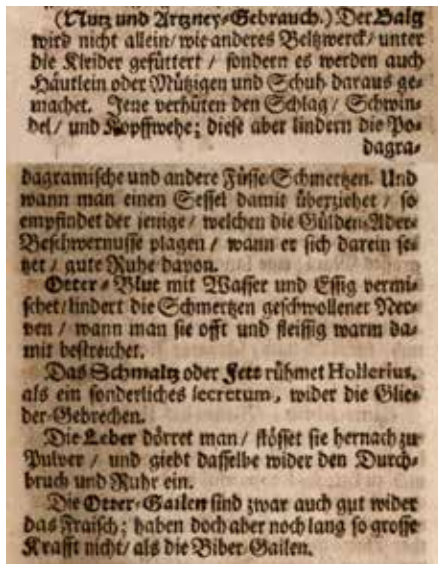 (Nutz und Artzney-Gebrauch.) Der Balg
wird nicht allein/ wie anderes Beltzwerck/ unter
die Kleider gefüttert/ sondern es werden auch
Häutlein oder Mützigen und Schuh daraus ge-
machet. Jene verhüten den Schlag/ Schwin-
del/ und Kopffwehe; diese aber lindern die Po-
dagra-
dagramische und andere Füsse-Schmertzen. Und
wann man einen Sessel damit überziehet/ so
empfindet der jenige/ welchen die Gülden-Ader-
Beschwernusse plagen/ wann er sich darein se-
tzet/ gute Ruhe davon.
Otter-Blut mit Wasser und Essig vermi-
schet/ lindert die Schmertzen geschwollener Ner-
ven/ wann man sie offt und fleissig warm da-
mit bestreichet.
Das Schmaltz oder Fett rühmet Hollerius,
als ein sonderliches secretum, wider die Glie-
der-Gebrechen.
Die Leber dörret man/ stösset sie hernach zu
Pulver/ und giebt dasselbe wider den Durch-
bruch und Ruhr ein.
Die Otter-Gailen sind zwar auch gut wider
das Fraisch; haben doch aber noch lang so grosse
Krafft nicht/ als die Biber-Gailen.